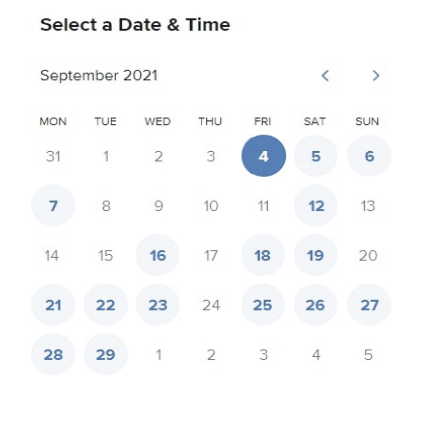 Select a Date & Time
September 2021 < >
MON TUE WED THU FRI SAT SUN
31 1 2 3 4 5 6
7 8 9 10 11 12 13
14 15 16 17 18 19 20
21 22 23 24 25 26 27
28 29 1 2 3 4 5